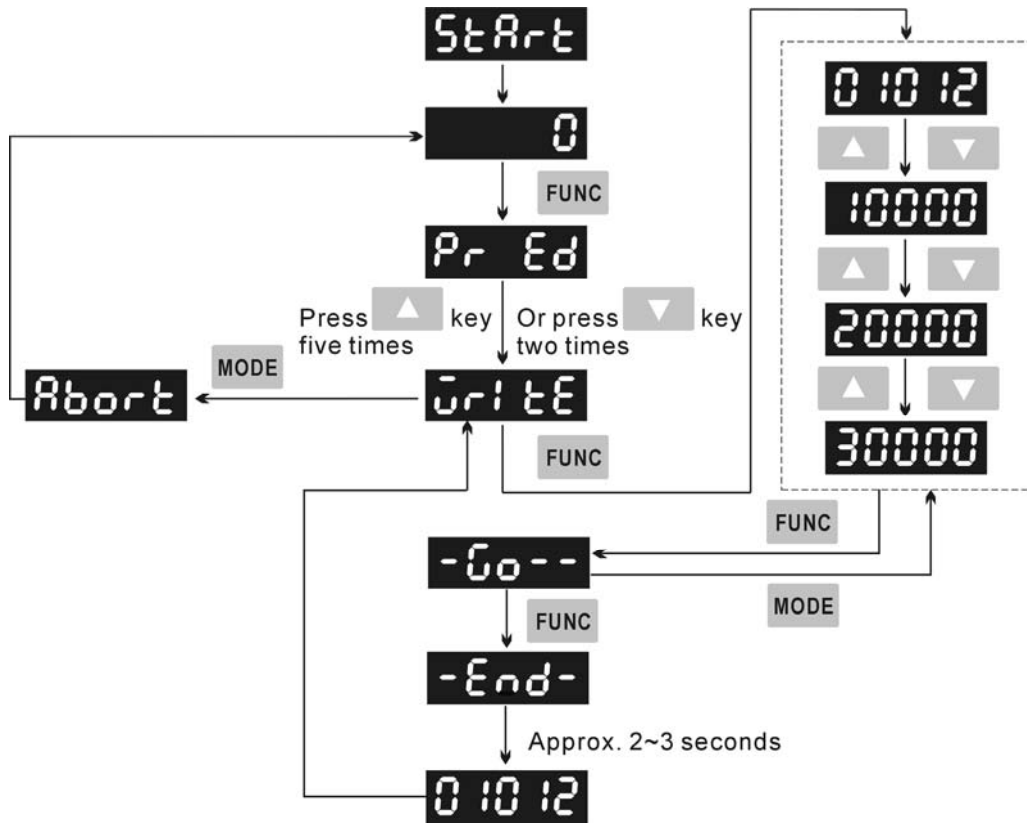 StArt
0
FUNC
Pr Ed
Press ▲ key
five times
Or press ▼ key
two times
MODE
Abort
WrItE
FUNC
01012
10000
20000
30000
FUNC
-Go--
MODE
FUNC
-End-
Approx. 2~3 seconds
01012